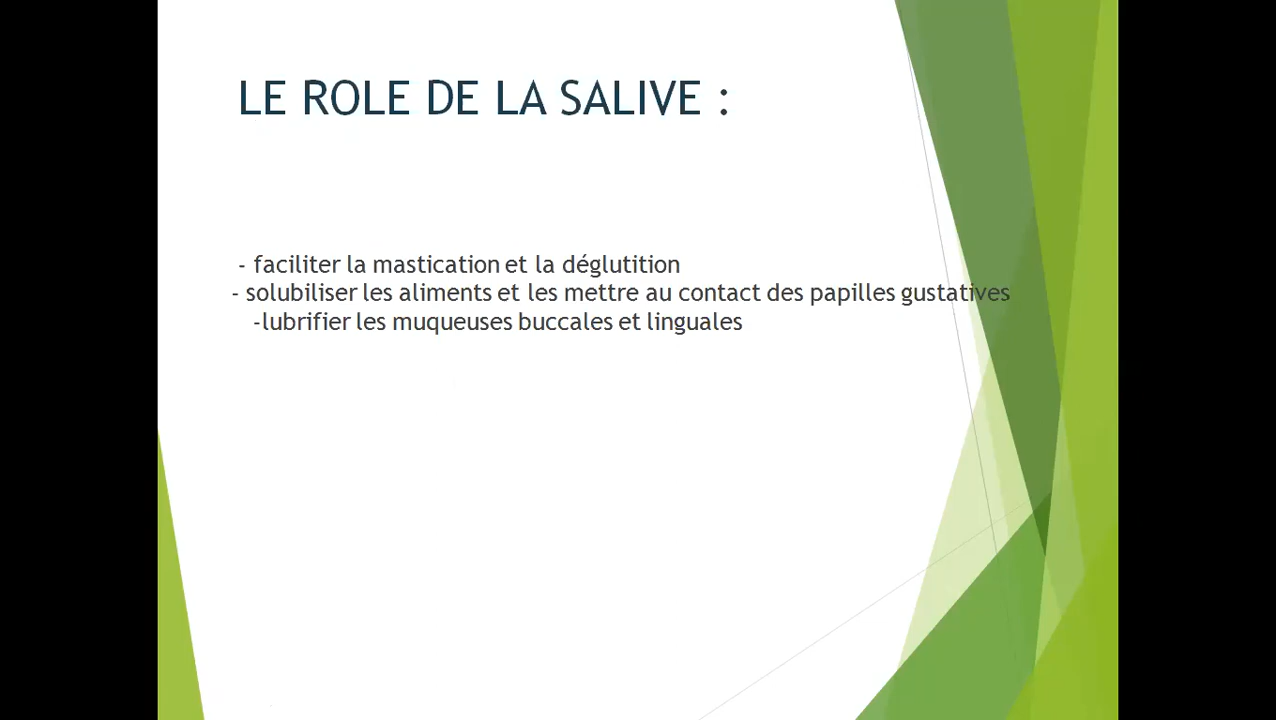 LE ROLE DE LA SALIVE :
- faciliter la mastication et la déglutition
- solubiliser les aliments et les mettre au contact des papilles gustatives
-lubrifier les muqueuses buccales et linguales